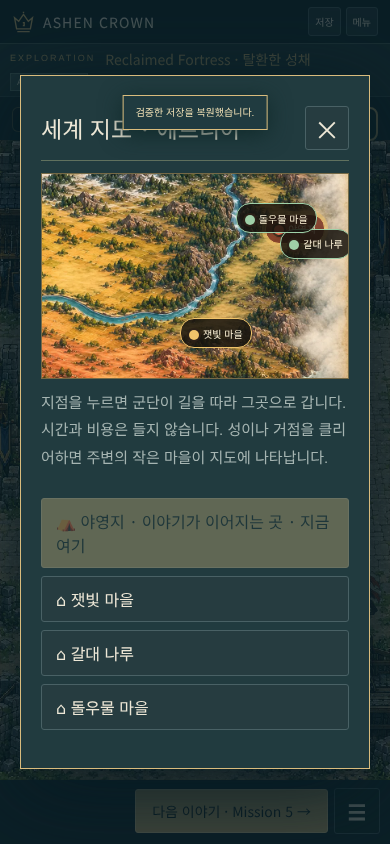 ASHEN CROWN
저장
메뉴
EXPLORATION
Reclaimed Fortress · 탈환한 성채
검증한 저장을 복원했습니다.
세계 지도 ·
돌우물 마을
갈대 나루
잿빛 마을
지점을 누르면 군단이 길을 따라 그곳으로 갑니다.
시간과 비용은 들지 않습니다. 성이나 거점을 클리
어하면 주변의 작은 마을이 지도에 나타납니다.
야영지 · 이야기가 이어지는 곳 · 지금
여기
잿빛 마을
갈대 나루
돌우물 마을
다음 이야기 · Mission 5 →